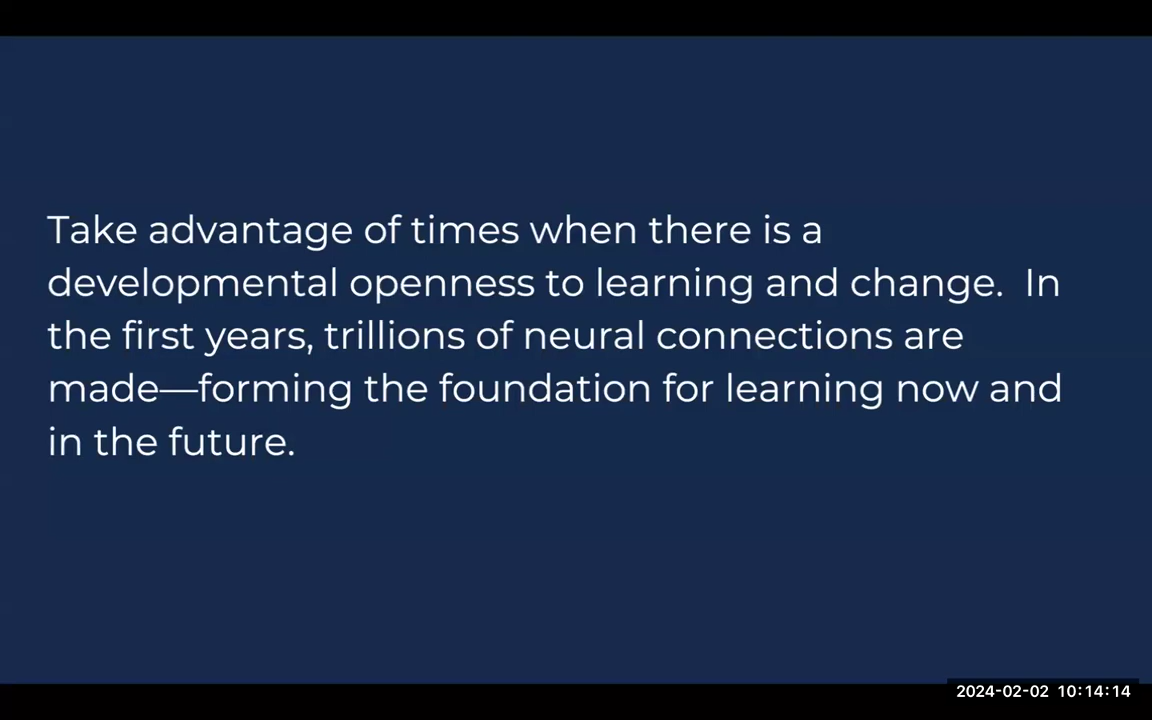 Take advantage of times when there is a
developmental openness to learning and change.  In
the first years, trillions of neural connections are
made—forming the foundation for learning now and
in the future.
2024-02-02 10:14:14